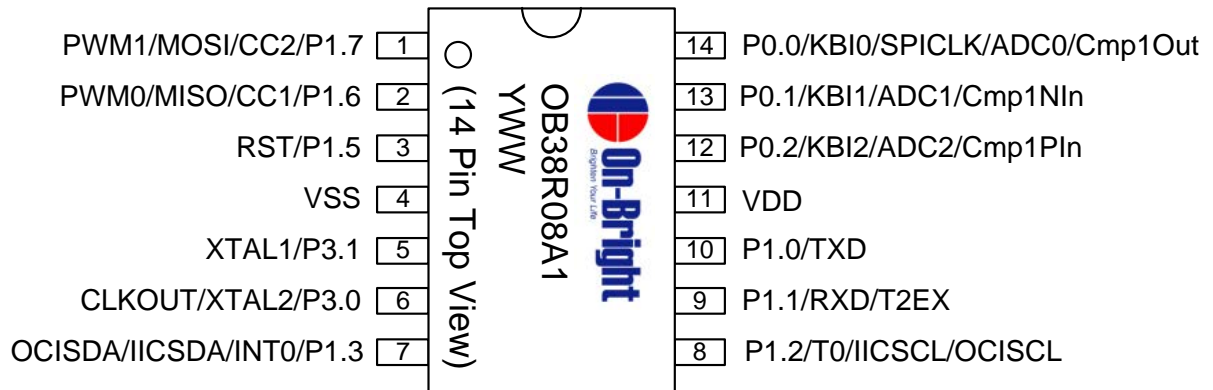 PWM1/MOSI/CC2/P1.7 1
PWM0/MISO/CC1/P1.6 2
RST/P1.5 3
VSS 4
XTAL1/P3.1 5
CLKOUT/XTAL2/P3.0 6
OCISDA/IICSDA/INT0/P1.3 7
On-Bright
Brighten Your Life
OB38R08A1
YWW
(14 Pin Top View)
14 P0.0/KBI0/SPICLK/ADC0/Cmp1Out
13 P0.1/KBI1/ADC1/Cmp1NIn
12 P0.2/KBI2/ADC2/Cmp1PIn
11 VDD
10 P1.0/TXD
9 P1.1/RXD/T2EX
8 P1.2/T0/IICSCL/OCISCL